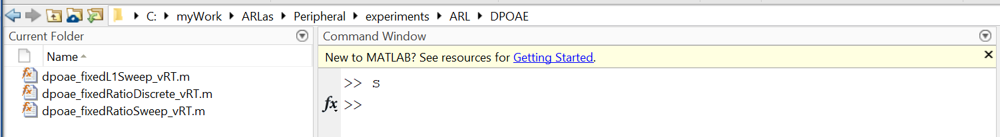 C: myWork ARLas Peripheral experiments ARL DPOAE
Current Folder
Name
dpoae_fixedL1Sweep_vRT.m
dpoae_fixedRatioDiscrete_vRT.m
dpoae_fixedRatioSweep_vRT.m
Command Window
New to MATLAB? See resources for Getting Started.
>> s
fx >>